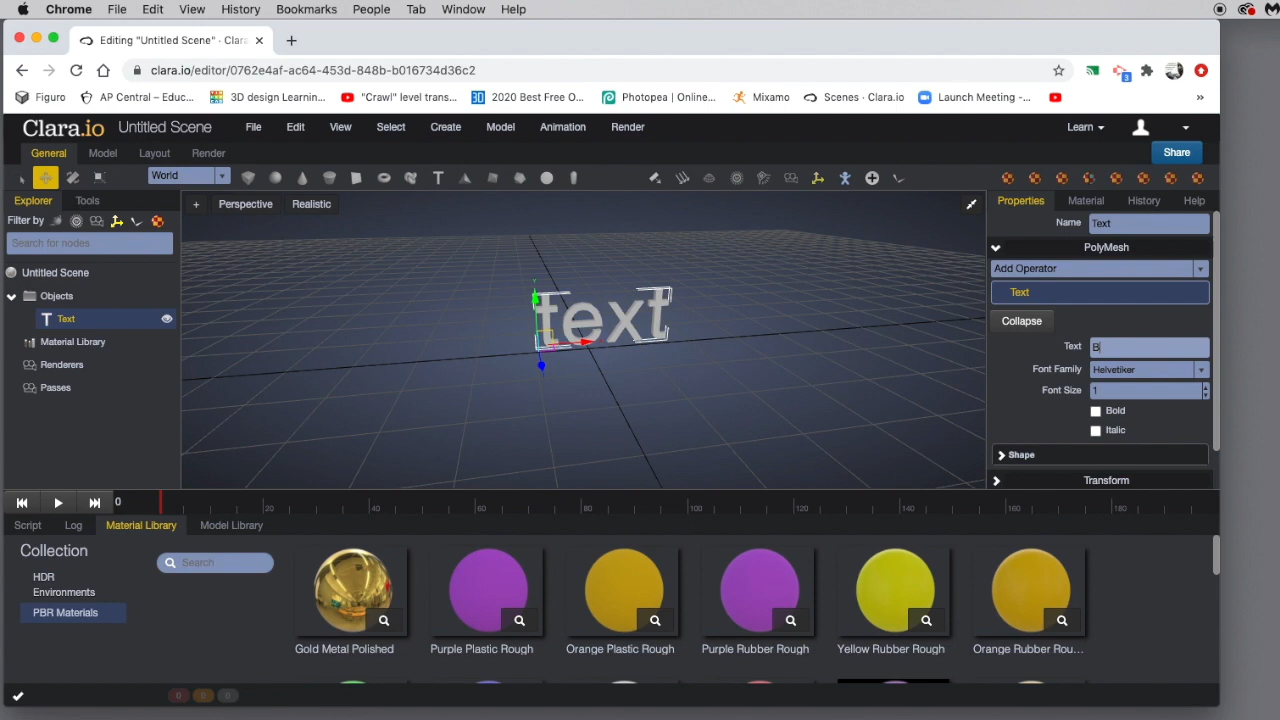 Chrome File Edit View History Bookmarks People Tab Window Help
Editing "Untitled Scene" - Clara
clara.io/editor/0762e4af-ac64-453d-848b-b016734d36c2
3
Figuro AP Central – Educ... 3D design Learnin... "Crawl" level trans... 2020 Best Free O... Photopea | Online... Mixamo Scenes · Clara.io Launch Meeting -... »
Clara.io Untitled Scene File Edit View Select Create Model Animation Render Learn
General Model Layout Render Share
World
Explorer Tools + Perspective Realistic Properties Material History Help
Filter by
Name Text
Search for nodes
PolyMesh
Untitled Scene
Add Operator
Objects
Text
Text
text
Collapse
Material Library
Text B
Renderers
Font Family Helvetiker
Passes
Font Size 1
Bold
Italic
Shape
Transform
0 20 40 60 80 100 120 140 160 180
Script Log Material Library Model Library
Collection
Search
HDR
Environments
PBR Materials
Gold Metal Polished Purple Plastic Rough Orange Plastic Rough Purple Rubber Rough Yellow Rubber Rough Orange Rubber Rou...
0 0 0